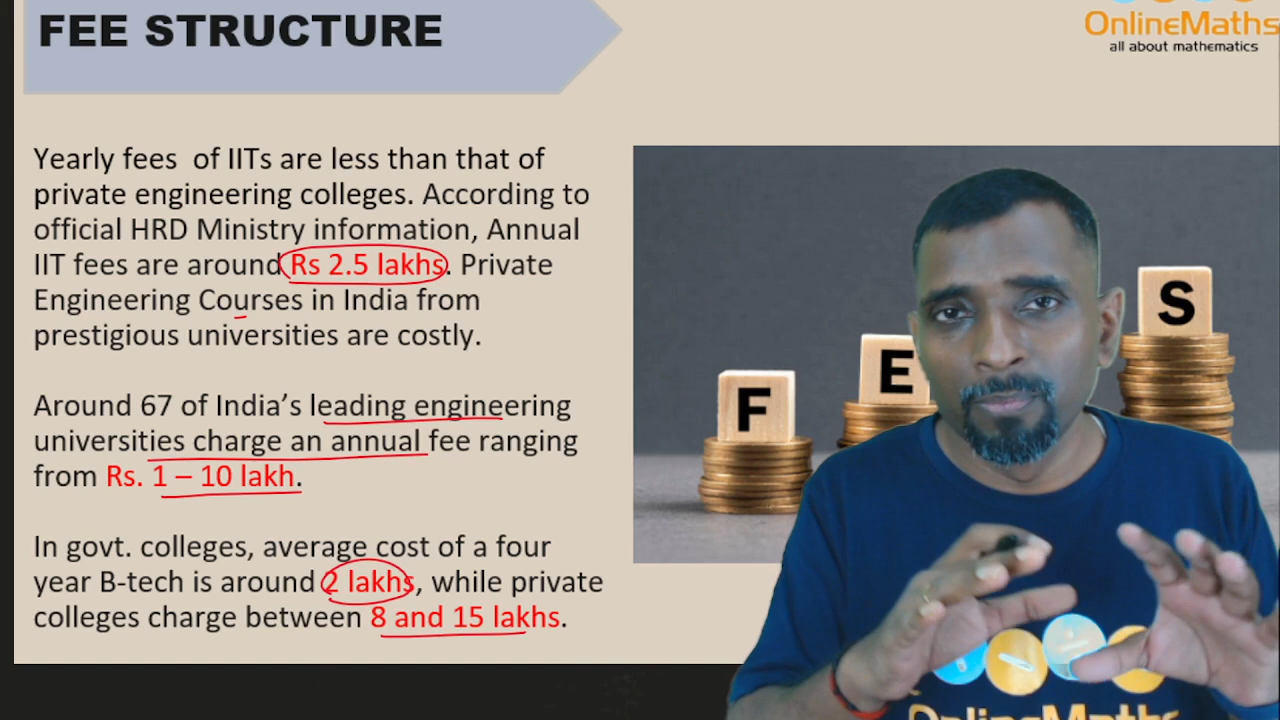 FEE STRUCTURE
OnlineMaths
all about mathematics
Yearly fees of IITs are less than that of
private engineering colleges. According to
official HRD Ministry information, Annual
IIT fees are around Rs 2.5 lakhs. Private
Engineering Courses in India from
prestigious universities are costly.
Around 67 of India’s leading engineering
universities charge an annual fee ranging
from Rs. 1 – 10 lakh.
In govt. colleges, average cost of a four
year B-tech is around 2 lakhs, while private
colleges charge between 8 and 15 lakhs.
F E S
OnlineMaths